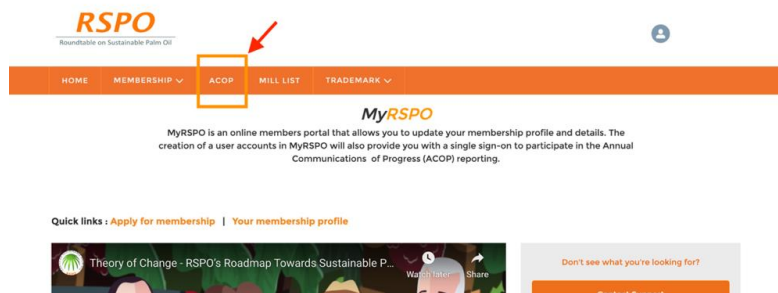 RSPO
Roundtable on Sustainable Palm Oil
HOME MEMBERSHIP ACOP MILL LIST TRADEMARK
MyRSPO
MyRSPO is an online members portal that allows you to update your membership profile and details. The
creation of a user accounts in MyRSPO will also provide you with a single sign-on to participate in the Annual
Communications of Progress (ACOP) reporting.
Quick links : Apply for membership | Your membership profile
Theory of Change - RSPO's Roadmap Towards Sustainable P...
Watch later Share
Don't see what you're looking for?